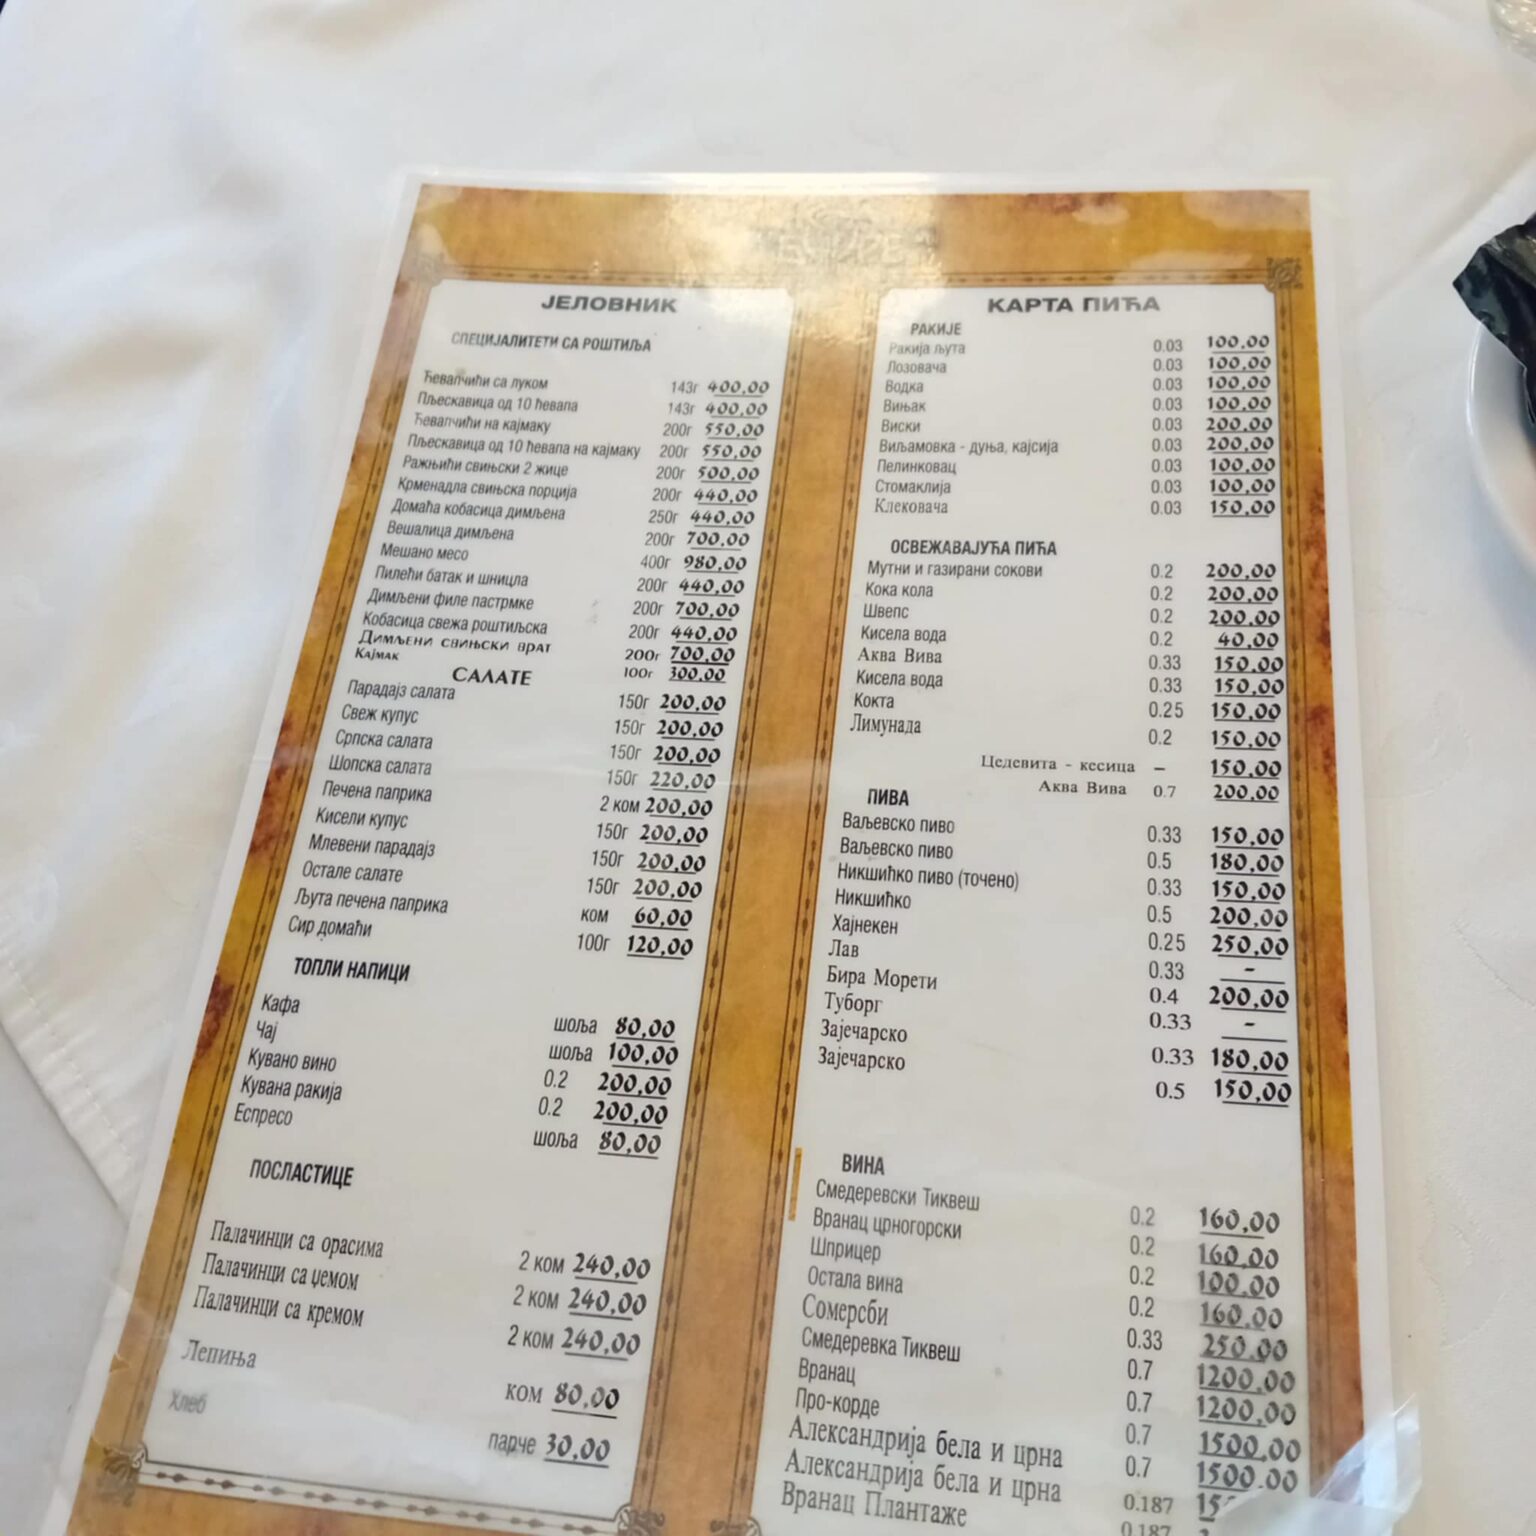 ЈЕЛОВНИК
СПЕЦИЈАЛИТЕТИ СА РОШТИЉА
Ћевапчићи са луком 143г 400,00
Пљескавица од 10 ћевапа 143г 400,00
Ћевапчићи на кајмаку 200г 550,00
Пљескавица од 10 ћевапа на кајмаку 200г 550,00
Ражњићи свињски 2 жице 200г 500,00
Крменадла свињска порција 200г 440,00
Домаћа кобасица димљена 250г 440,00
Вешалица димљена 200г 700,00
Мешано месо 400г 980,00
Пилећи батак и шницла 200г 440,00
Димљени филе пастрмке 200г 700,00
Кобасица свежа роштиљска 200г 440,00
Димљени свињски врат 200г 700,00
Кајмак 100г 300,00
САЛАТЕ
Парадајз салата 150г 200,00
Свеж купус 150г 200,00
Српска салата 150г 200,00
Шопска салата 150г 220,00
Печена паприка 2 ком 200,00
Кисели купус 150г 200,00
Млевени парадајз 150г 200,00
Остале салате 150г 200,00
Љута печена паприка ком 60,00
Сир домаћи 100г 120,00
ТОПЛИ НАПИЦИ
Кафа шоља 80,00
Чај шоља 100,00
Кувано вино 0.2 200,00
Кувана ракија 0.2 200,00
Еспресо шоља 80,00
ПОСЛАСТИЦЕ
Палачинци са орасима 2 ком 240,00
Палачинци са џемом 2 ком 240,00
Палачинци са кремом 2 ком 240,00
Лепиња ком 80,00
Хлеб парче 30,00
КАРТА ПИЋА
РАКИЈЕ
Ракија љута 0.03 100,00
Лозовача 0.03 100,00
Водка 0.03 100,00
Вињак 0.03 100,00
Виски 0.03 200,00
Виљамовка - дуња, кајсија 0.03 200,00
Пелинковац 0.03 100,00
Стомаклија 0.03 100,00
Клековача 0.03 150,00
ОСВЕЖАВАЈУЋА ПИЋА
Мутни и газирани сокови 0.2 200,00
Кока кола 0.2 200,00
Швепс 0.2 200,00
Кисела вода 0.2 40,00
Аква Вива 0.33 150,00
Кисела вода 0.33 150,00
Кокта 0.25 150,00
Лимунада 0.2 150,00
Цедевита - кесица – 150,00
Аква Вива 0.7 200,00
ПИВА
Ваљевско пиво 0.33 150,00
Ваљевско пиво 0.5 180,00
Никшићко пиво (точено) 0.33 150,00
Никшићко 0.5 200,00
Хајнекен 0.25 250,00
Лав 0.33 -
Бира Морети 0.4 200,00
Туборг 0.33 -
Зајечарско 0.33 180,00
Зајечарско 0.5 150,00
ВИНА
Смедеревски Тиквеш 0.2 160,00
Вранац црногорски 0.2 160,00
Шприцер 0.2 100,00
Остала вина 0.2 160,00
Сомерсби 0.33 250,00
Смедеревка Тиквеш 0.7 1200,00
Вранац 0.7 1200,00
Про-корде 0.7 1500,00
Александрија бела и црна 0.7 1500,00
Александрија бела и црна 0.187
Вранац Плантаже 0.187